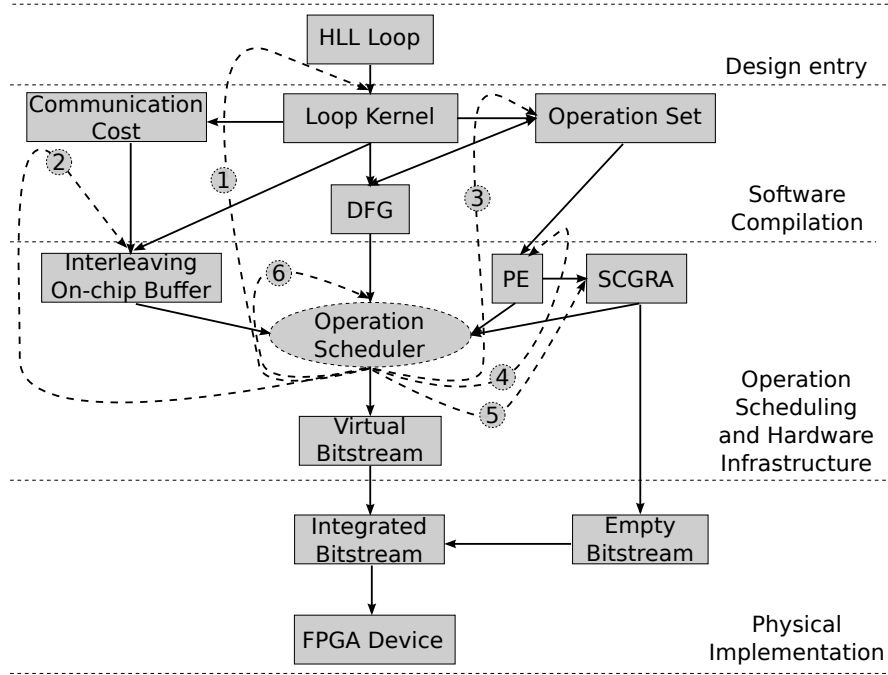 HLL Loop
Design entry
Communication
Cost
Loop Kernel
Operation Set
2
1
3
DFG
Software
Compilation
Interleaving
On-chip Buffer
6
PE
SCGRA
Operation
Scheduler
4
5
Operation
Scheduling
and Hardware
Infrastructure
Virtual
Bitstream
Integrated
Bitstream
Empty
Bitstream
FPGA Device
Physical
Implementation